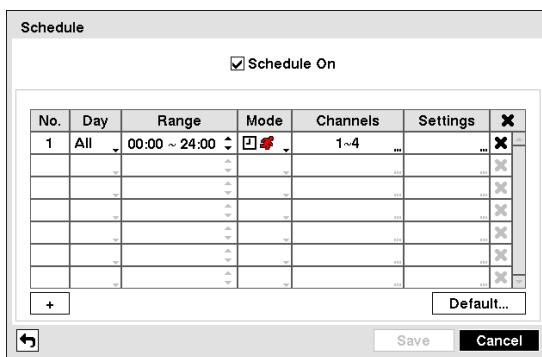 Schedule
Schedule On
No. Day Range Mode Channels Settings
1 All 00:00 ~ 24:00 1~4 ... ...
+ Default...
Save Cancel